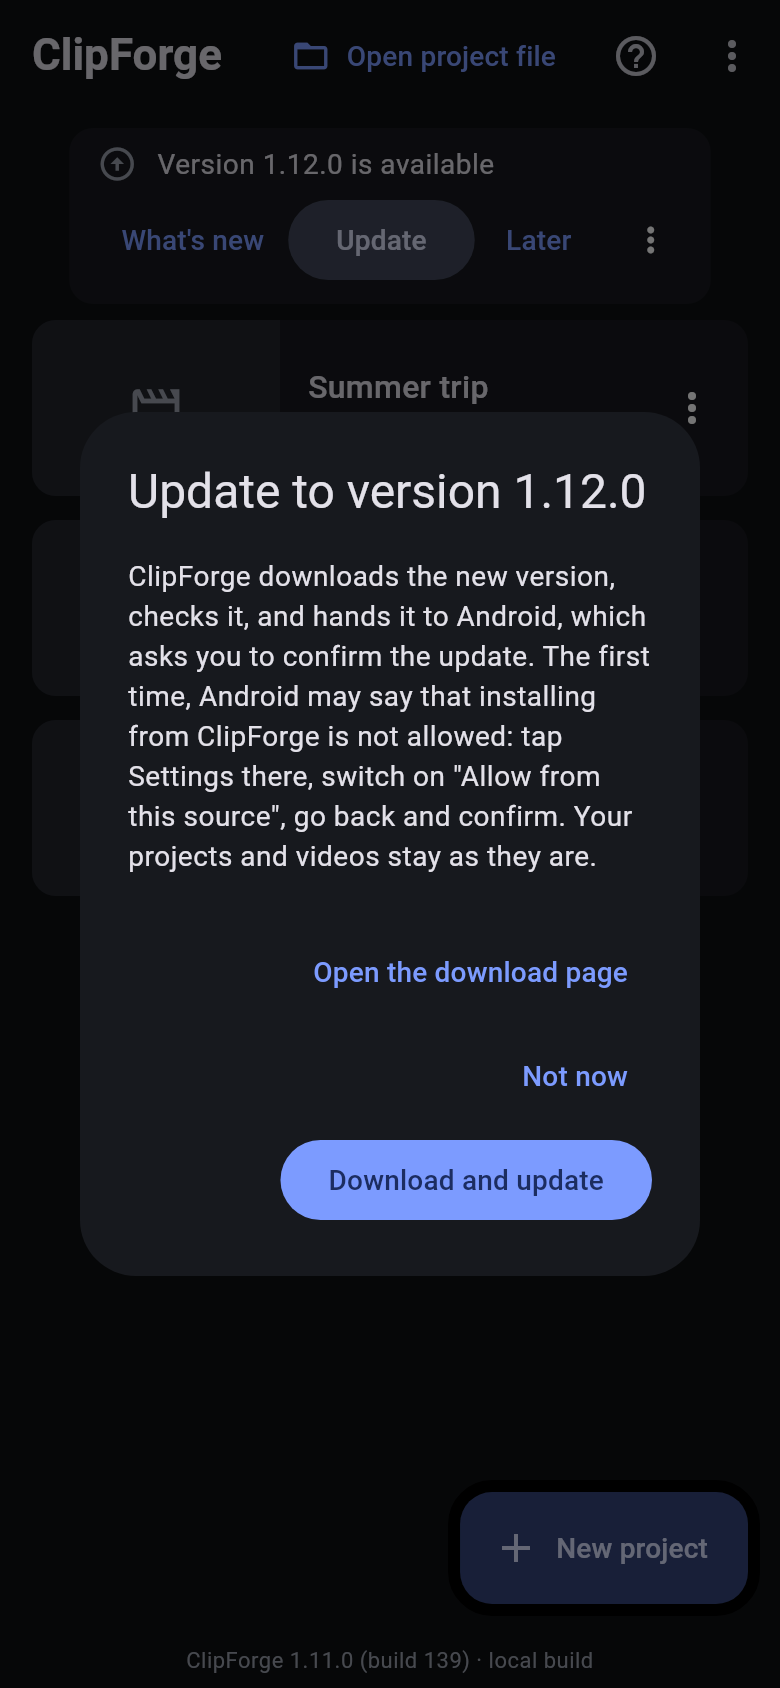 ClipForge
Open project file
Version 1.12.0 is available
What's new
Update
Later
Summer trip
Update to version 1.12.0
ClipForge downloads the new version,
checks it, and hands it to Android, which
asks you to confirm the update. The first
time, Android may say that installing
from ClipForge is not allowed: tap
Settings there, switch on "Allow from
this source", go back and confirm. Your
projects and videos stay as they are.
Open the download page
Not now
Download and update
New project
ClipForge 1.11.0 (build 139) · local build